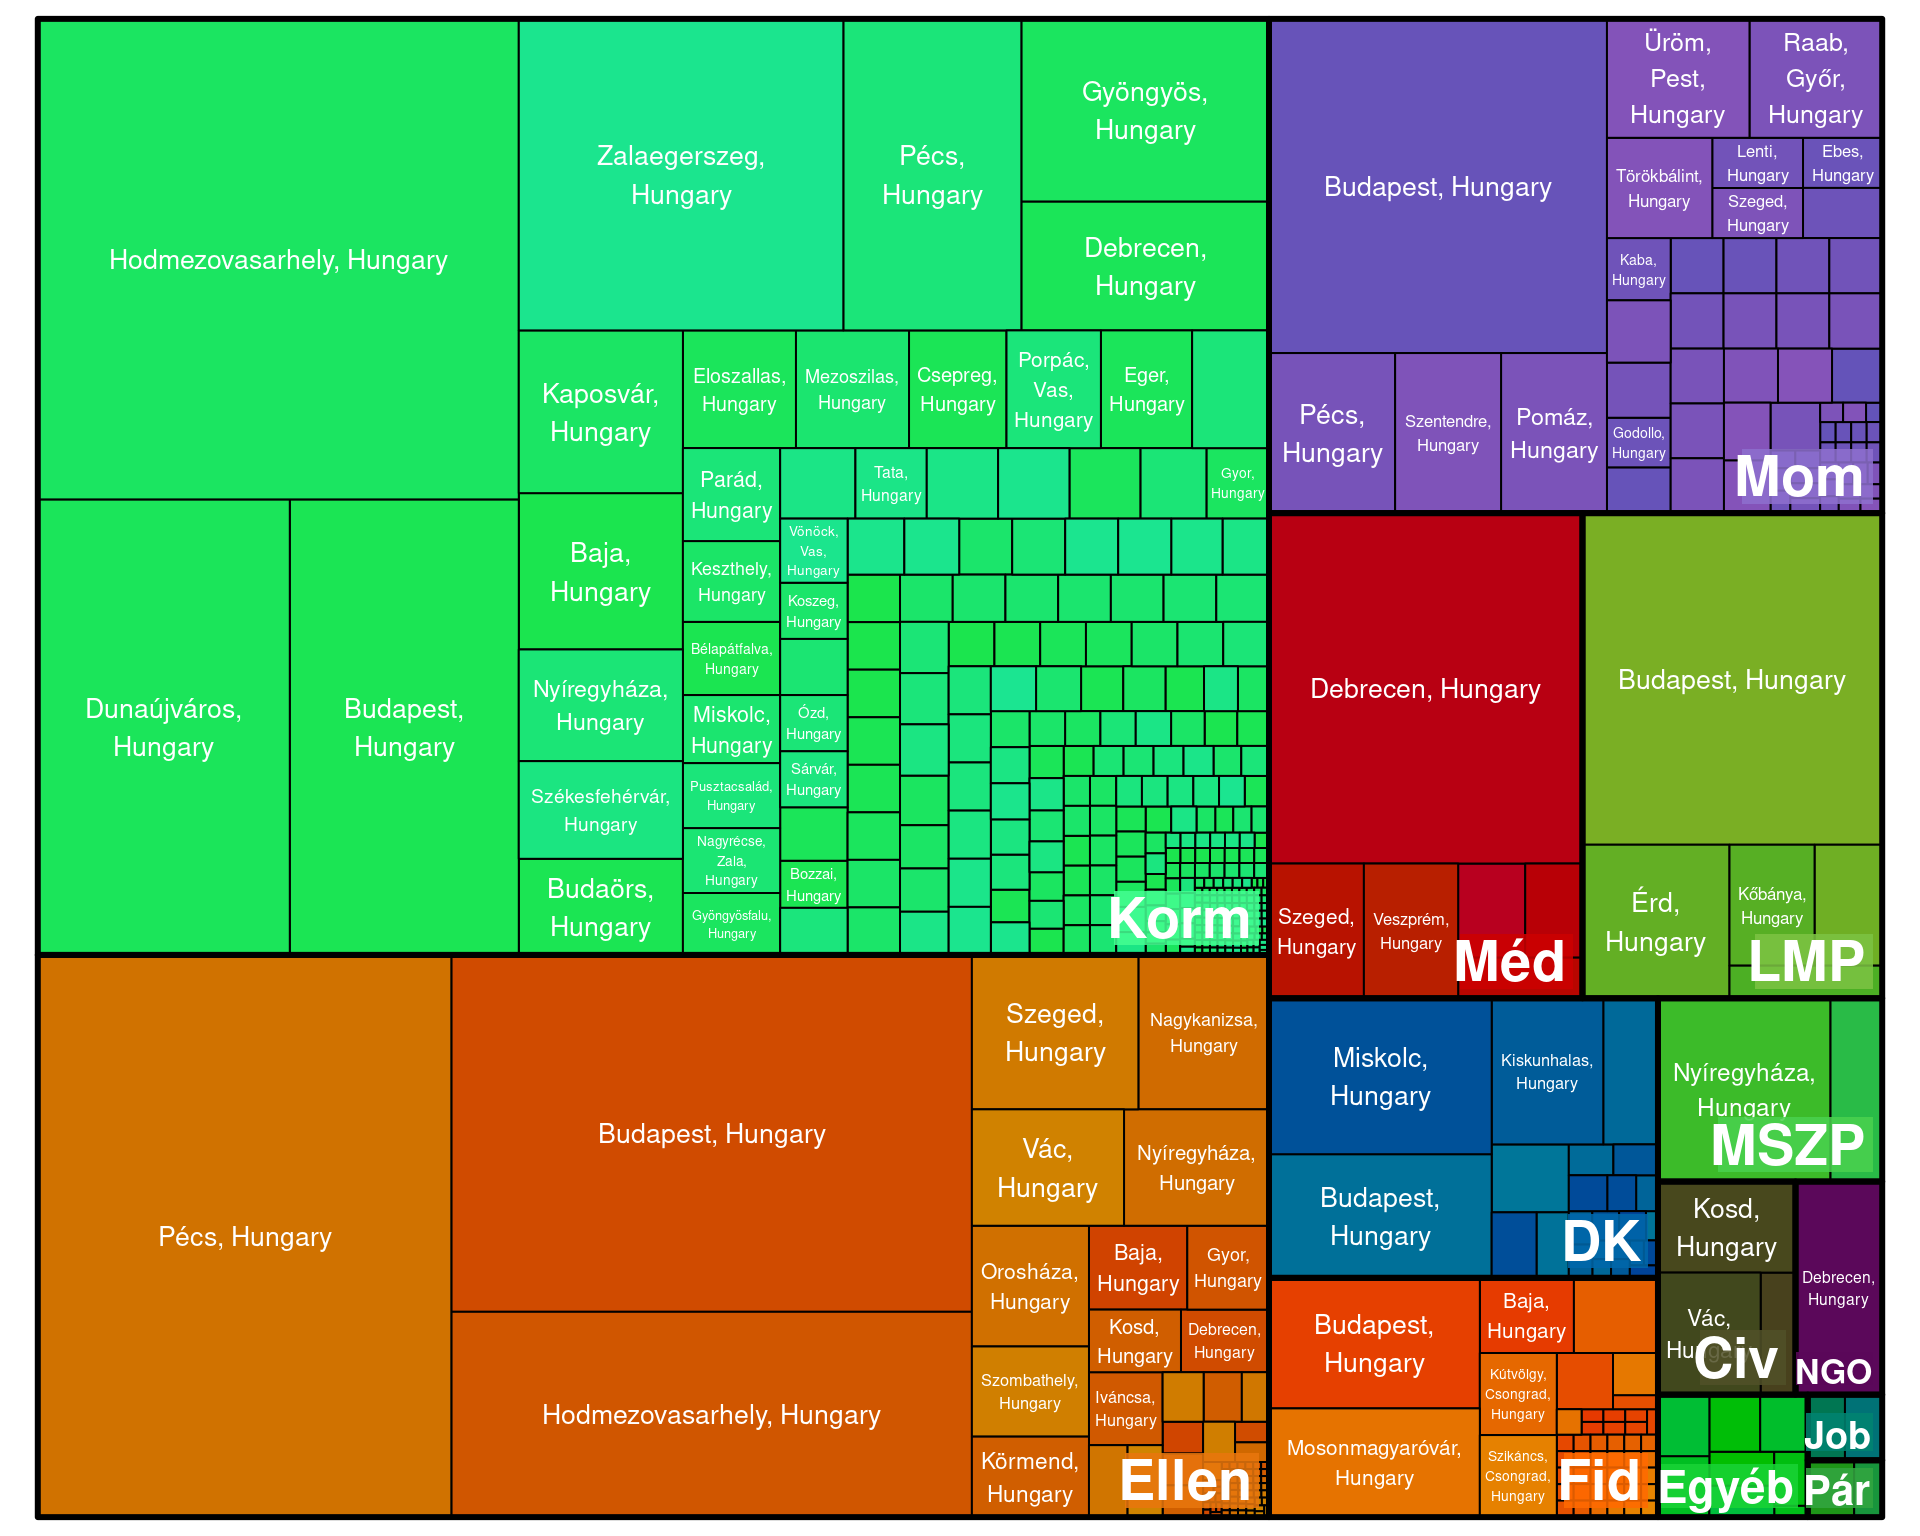 Hodmezovasarhely, Hungary
Zalaegerszeg,
Hungary
Pécs,
Hungary
Gyöngyös,
Hungary
Debrecen,
Hungary
Dunaújváros,
Hungary
Budapest,
Hungary
Kaposvár,
Hungary
Baja,
Hungary
Nyíregyháza,
Hungary
Székesfehérvár,
Hungary
Budaörs,
Hungary
Eloszallas,
Hungary
Mezoszilas,
Hungary
Csepreg,
Hungary
Porpác,
Vas,
Hungary
Eger,
Hungary
Parád,
Hungary
Tata,
Hungary
Gyor,
Hungary
Keszthely,
Hungary
Vönöck,
Vas,
Hungary
Koszeg,
Hungary
Bélapátfalva,
Hungary
Miskolc,
Hungary
Ózd,
Hungary
Pusztacsalád,
Hungary
Sárvár,
Hungary
Nagyrécse,
Zala,
Hungary
Bozzai,
Hungary
Gyöngyösfalu,
Hungary
Korm
Budapest, Hungary
Üröm,
Pest,
Hungary
Raab,
Győr,
Hungary
Törökbálint,
Hungary
Lenti,
Hungary
Ebes,
Hungary
Szeged,
Hungary
Kaba,
Hungary
Pécs,
Hungary
Szentendre,
Hungary
Pomáz,
Hungary
Godollo,
Hungary
Mom
Debrecen, Hungary
Szeged,
Hungary
Veszprém,
Hungary
Méd
Budapest, Hungary
Érd,
Hungary
Kőbánya,
Hungary
LMP
Pécs, Hungary
Budapest, Hungary
Hodmezovasarhely, Hungary
Szeged,
Hungary
Nagykanizsa,
Hungary
Vác,
Hungary
Nyíregyháza,
Hungary
Orosháza,
Hungary
Baja,
Hungary
Gyor,
Hungary
Kosd,
Hungary
Debrecen,
Hungary
Szombathely,
Hungary
Iváncsa,
Hungary
Körmend,
Hungary
Ellen
Miskolc,
Hungary
Kiskunhalas,
Hungary
Budapest,
Hungary
DK
Nyíregyháza,
Hungary
MSZP
Budapest,
Hungary
Baja,
Hungary
Kútvölgy,
Csongrad,
Hungary
Mosonmagyaróvár,
Hungary
Szikáncs,
Csongrad,
Hungary
Fid
Kosd,
Hungary
Vác,
Hungary
Civ
Debrecen,
Hungary
NGO
Egyéb
Job
Pár